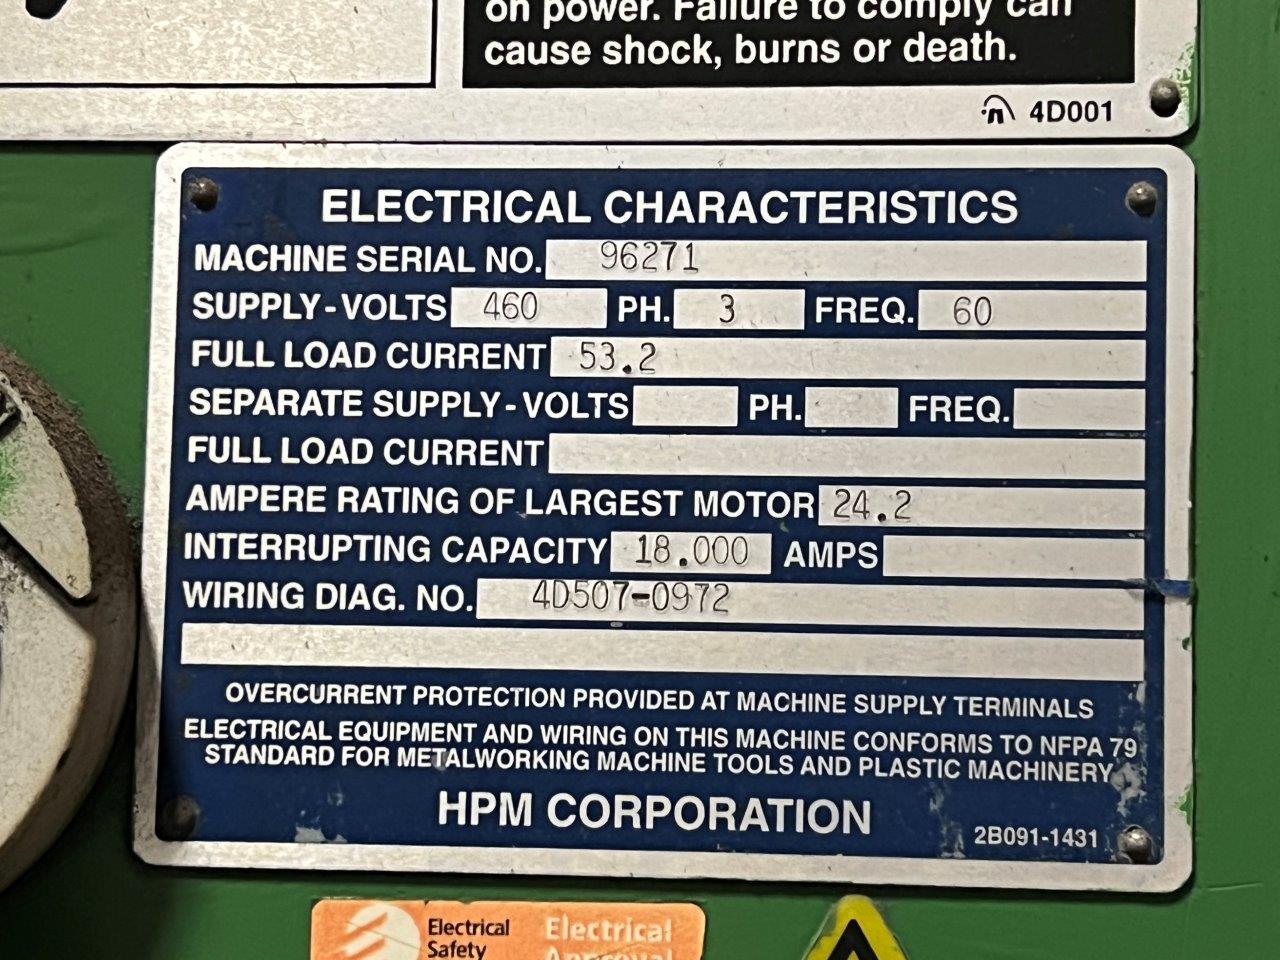 on power. Failure to comply can
cause shock, burns or death.
4D001
ELECTRICAL CHARACTERISTICS
MACHINE SERIAL NO. 96271
SUPPLY-VOLTS 460 PH. 3 FREQ. 60
FULL LOAD CURRENT 53.2
SEPARATE SUPPLY-VOLTS PH. FREQ.
FULL LOAD CURRENT
AMPERE RATING OF LARGEST MOTOR 24.2
INTERRUPTING CAPACITY 18.000 AMPS
WIRING DIAG. NO. 4D507-0972
OVERCURRENT PROTECTION PROVIDED AT MACHINE SUPPLY TERMINALS
ELECTRICAL EQUIPMENT AND WIRING ON THIS MACHINE CONFORMS TO NFPA 79
STANDARD FOR METALWORKING MACHINE TOOLS AND PLASTIC MACHINERY
HPM CORPORATION
2B091-1431
Electrical Electrical
Safety Approval